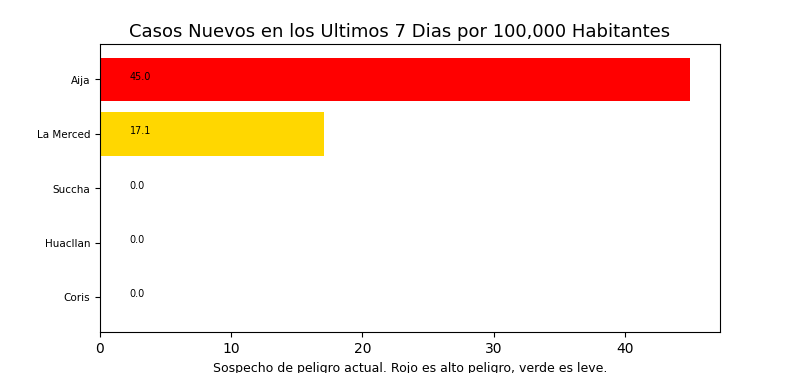 Casos Nuevos en los Ultimos 7 Dias por 100,000 Habitantes
Aija 45.0
La Merced 17.1
Succha 0.0
Huacllan 0.0
Coris 0.0
0 10 20 30 40
Sospecho de peligro actual. Rojo es alto peligro, verde es leve.